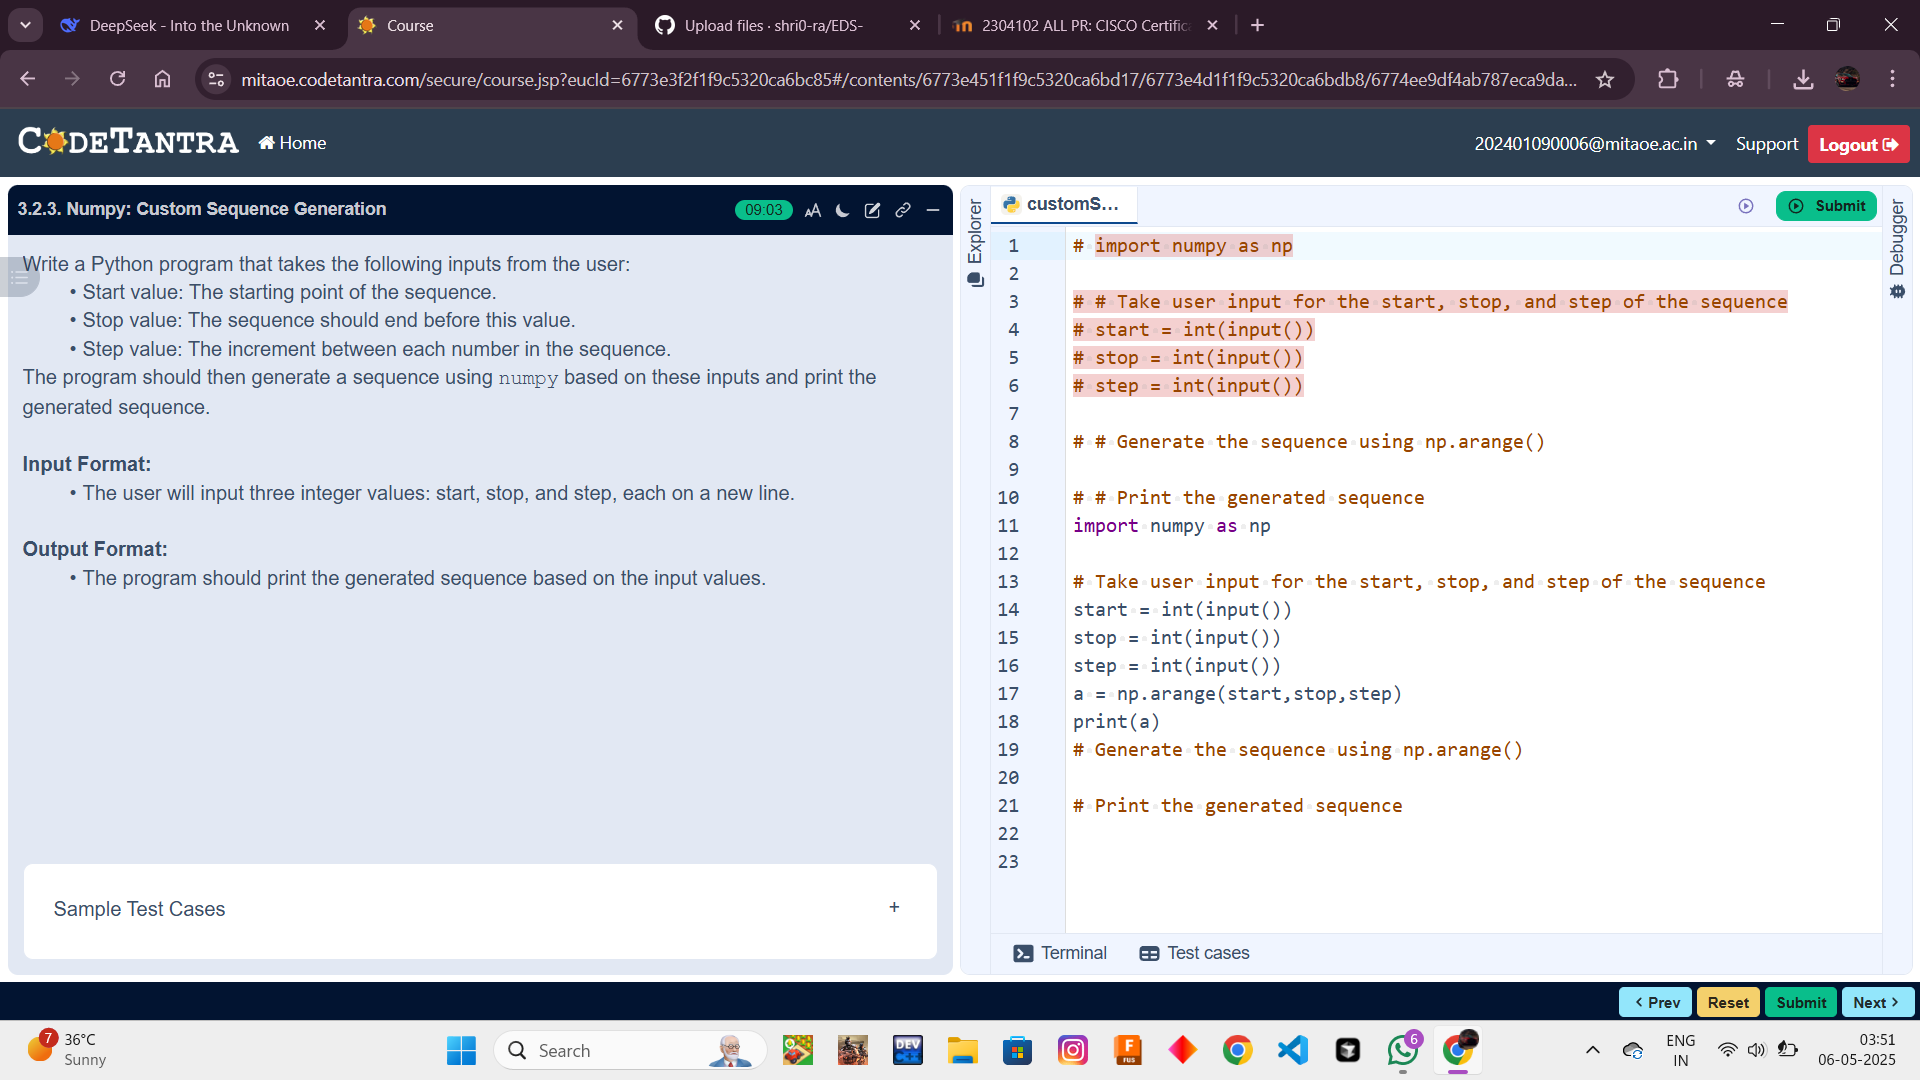 DeepSeek - Into the Unknown
Course
Upload files · shri0-ra/EDS-
2304102 ALL PR: CISCO Certific
mitaoe.codetantra.com/secure/course.jsp?eucId=6773e3f2f1f9c5320ca6bc85#/contents/6773e451f1f9c5320ca6bd17/6773e4d1f1f9c5320ca6bdb8/6774ee9df4ab787eca9da...
CODETANTRA
Home
202401090006@mitaoe.ac.in
Support
Logout
3.2.3. Numpy: Custom Sequence Generation
09:03
Write a Python program that takes the following inputs from the user:
• Start value: The starting point of the sequence.
• Stop value: The sequence should end before this value.
• Step value: The increment between each number in the sequence.
The program should then generate a sequence using numpy based on these inputs and print the
generated sequence.
Input Format:
• The user will input three integer values: start, stop, and step, each on a new line.
Output Format:
• The program should print the generated sequence based on the input values.
Sample Test Cases
+
Explorer
customS...
Submit
Debugger
1 # import numpy as np
2
3 # # Take user input for the start, stop, and step of the sequence
4 # start = int(input())
5 # stop = int(input())
6 # step = int(input())
7
8 # # Generate the sequence using np.arange()
9
10 # # Print the generated sequence
11 import numpy as np
12
13 # Take user input for the start, stop, and step of the sequence
14 start = int(input())
15 stop = int(input())
16 step = int(input())
17 a = np.arange(start,stop,step)
18 print(a)
19 # Generate the sequence using np.arange()
20
21 # Print the generated sequence
22
23
Terminal
Test cases
< Prev
Reset
Submit
Next >
7
36°C
Sunny
Search
DEV
F
FUS
6
ENG
IN
03:51
06-05-2025